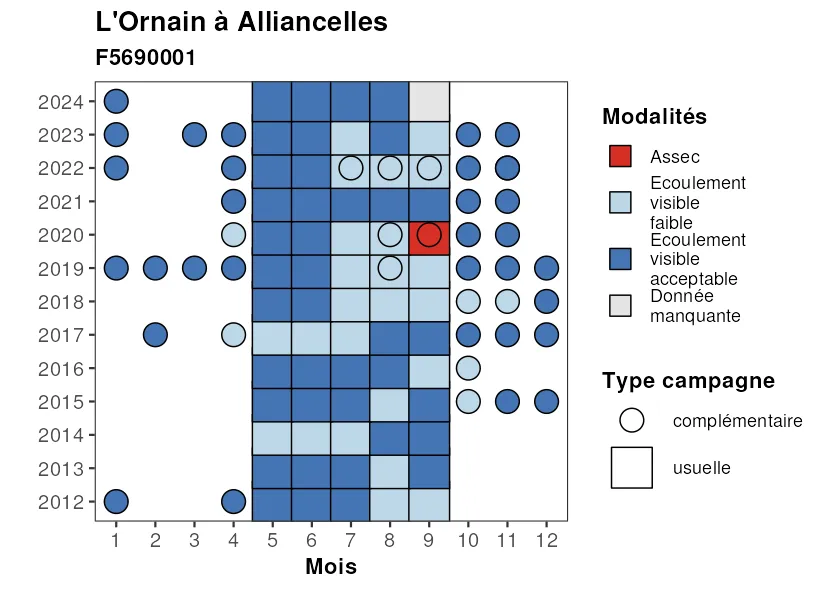 L'Ornain à Alliancelles
F5690001
2024
2023
2022
2021
2020
2019
2018
2017
2016
2015
2014
2013
2012
1 2 3 4 5 6 7 8 9 10 11 12
Mois
Modalités
Assec
Ecoulement
visible
faible
Ecoulement
visible
acceptable
Donnée
manquante
Type campagne
complémentaire
usuelle